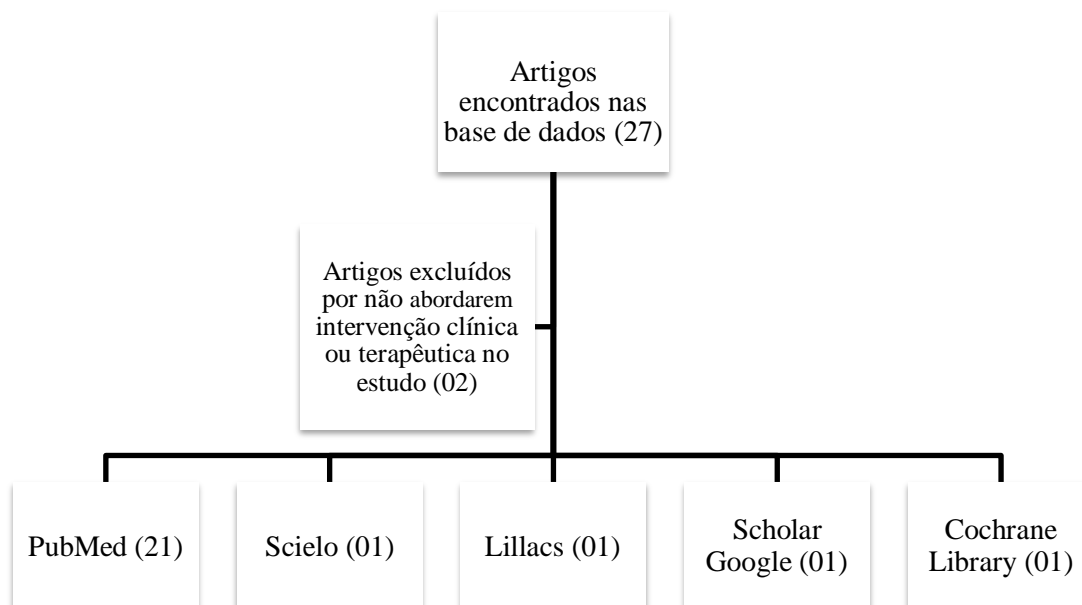 Artigos
encontrados nas
base de dados (27)
Artigos excluídos
por não abordarem
intervenção clínica
ou terapêutica no
estudo (02)
PubMed (21)
Scielo (01)
Lillacs (01)
Scholar
Google (01)
Cochrane
Library (01)